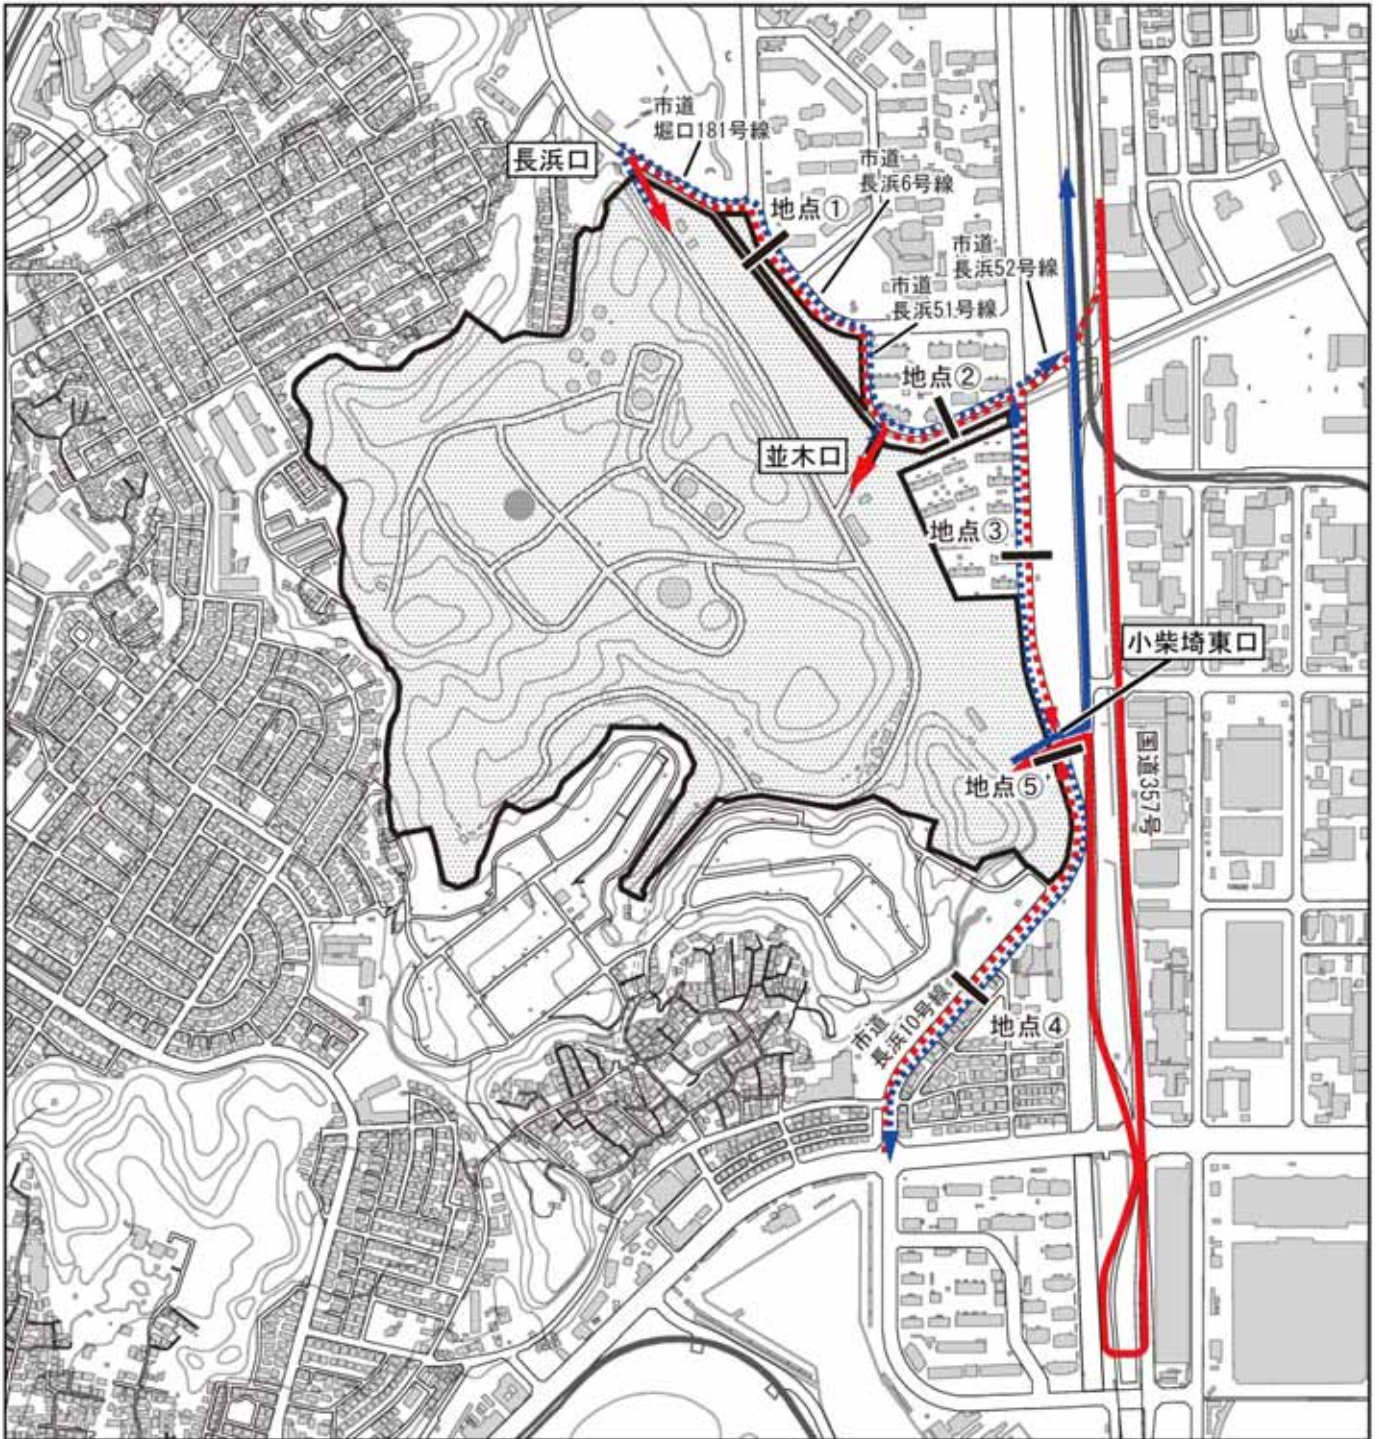 市道
堀口181号線
長浜口
市道
長浜6号線
地点①
市道
長浜52号線
市道
長浜51号線
地点②
並木口
地点③
小柴埼東口
国道357号
地点⑤
市道
長浜10号線
地点④